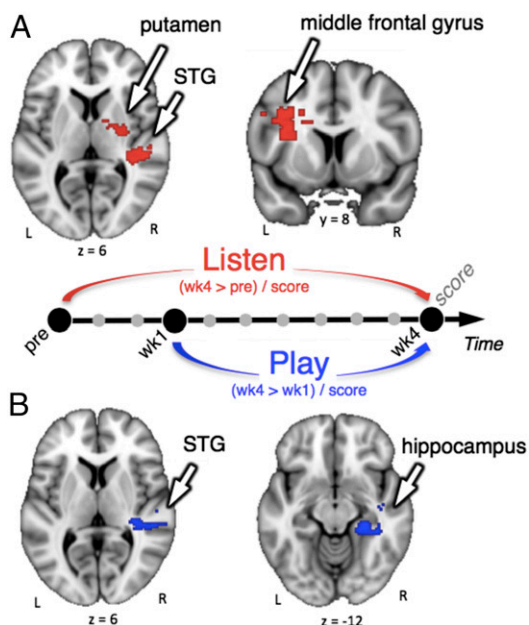 A
putamen
STG
middle frontal gyrus
L
R
z = 6
L
R
y = 8
Listen
(wk4 > pre) / score
score
pre
wk1
wk4
Time
Play
(wk4 > wk1) / score
B
STG
hippocampus
L
R
z = 6
L
R
z = -12